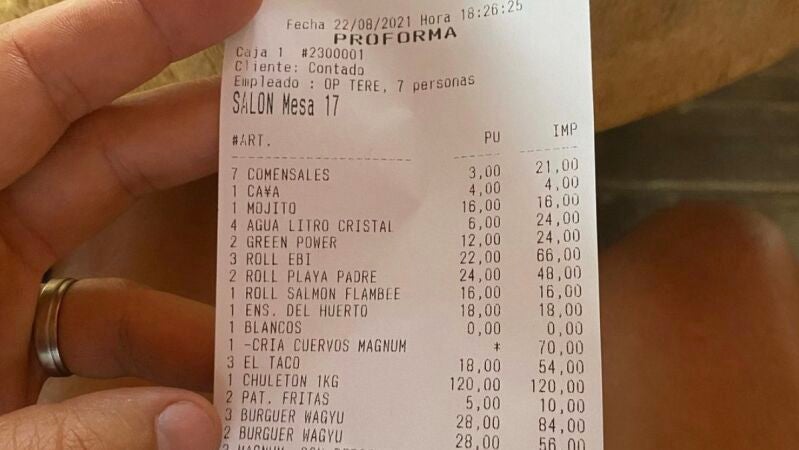 Fecha 22/08/2021 Hora 18:26:25
PROFORMA
Caja 1 #2300001
Cliente: Contado
Empleado : OP TERE, 7 personas
SALON Mesa 17
#ART. PU IMP
7 COMENSALES 3,00 21,00
1 CA¥A 4,00 4,00
1 MOJITO 16,00 16,00
4 AGUA LITRO CRISTAL 6,00 24,00
2 GREEN POWER 12,00 24,00
3 ROLL EBI 22,00 66,00
2 ROLL PLAYA PADRE 24,00 48,00
1 ROLL SALMON FLAMBEE 16,00 16,00
1 ENS. DEL HUERTO 18,00 18,00
1 BLANCOS 0,00 0,00
1 -CRIA CUERVOS MAGNUM * 70,00
3 EL TACO 18,00 54,00
1 CHULETON 1KG 120,00 120,00
2 PAT. FRITAS 5,00 10,00
3 BURGUER WAGYU 28,00 84,00
2 BURGUER WAGYU 28,00 56,00